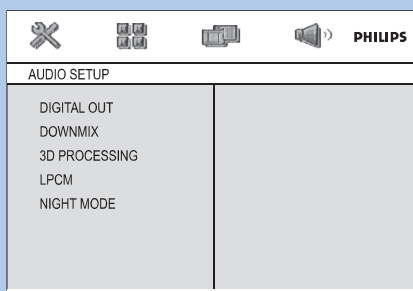 PHILIPS
AUDIO SETUP
DIGITAL OUT
DOWNMIX
3D PROCESSING
LPCM
NIGHT MODE